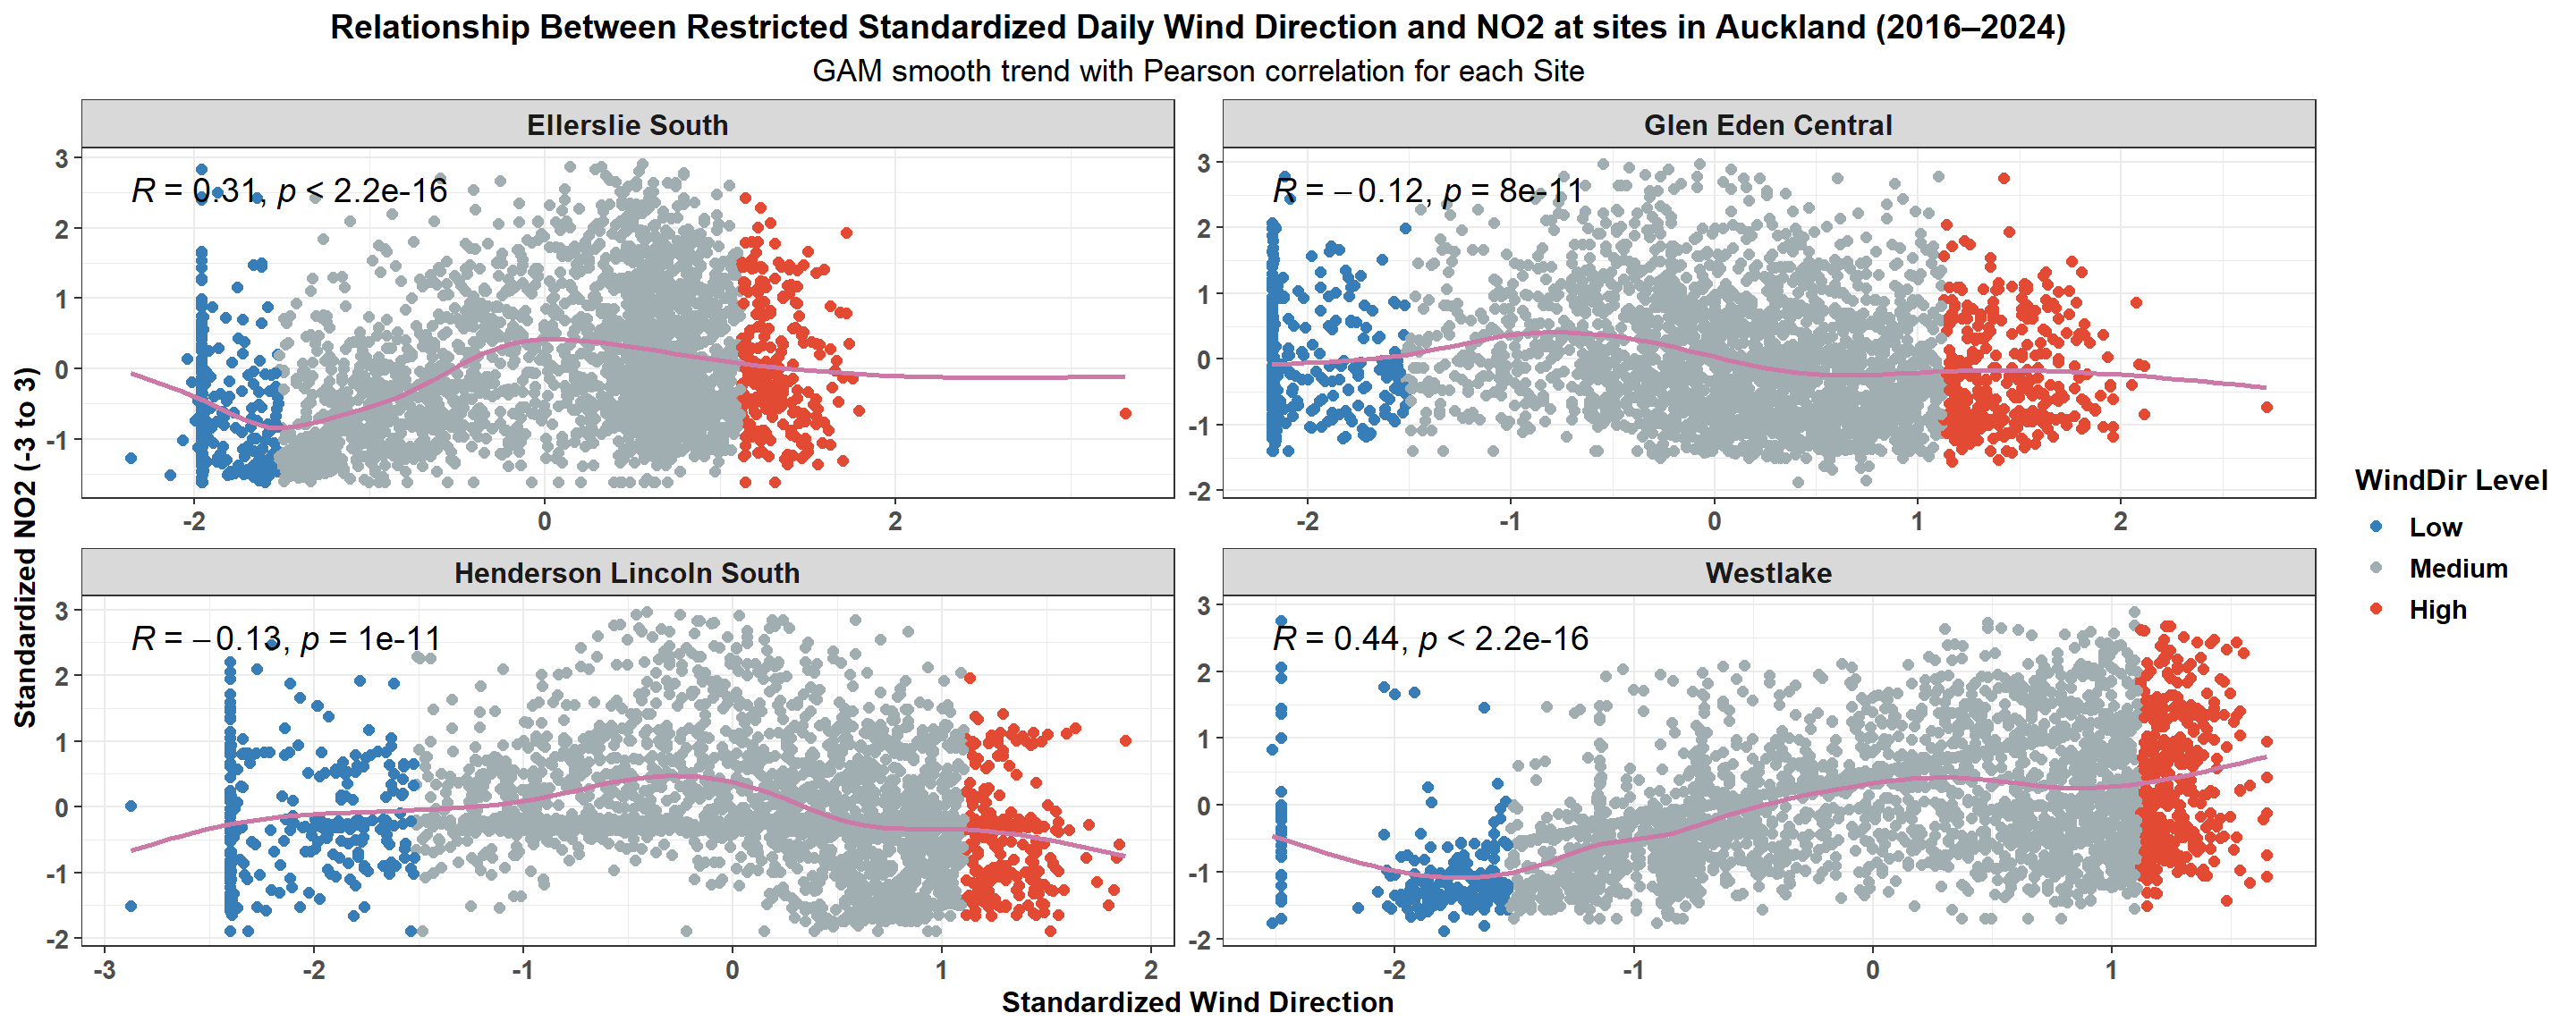 Relationship Between Restricted Standardized Daily Wind Direction and NO2 at sites in Auckland (2016–2024)
GAM smooth trend with Pearson correlation for each Site
Standardized NO2 (-3 to 3)
Ellerslie South
R = 0.31, p < 2.2e-16
3
2
1
0
-1
-2 0 2
Glen Eden Central
R = −0.12, p = 8e-11
3
2
1
0
-1
-2
-2 -1 0 1 2
Henderson Lincoln South
R = −0.13, p = 1e-11
3
2
1
0
-1
-2
-3 -2 -1 0 1 2
Westlake
R = 0.44, p < 2.2e-16
3
2
1
0
-1
-2
-2 -1 0 1
Standardized Wind Direction
WindDir Level
Low
Medium
High